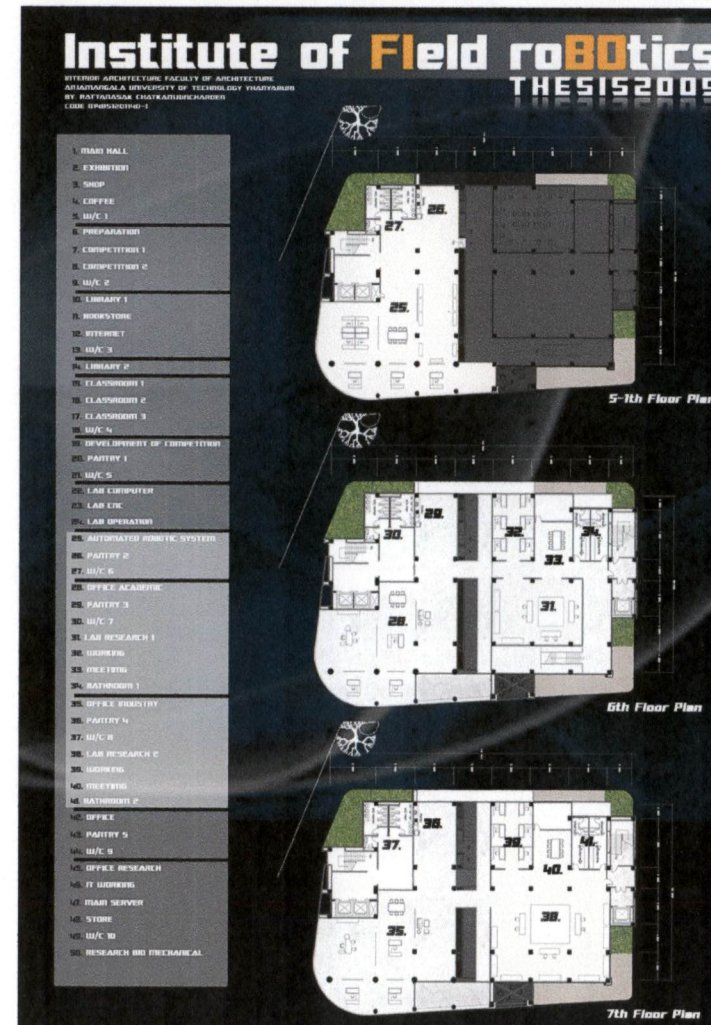 Institute of FIeld roBOtics
THESIS2009
INTERIOR ARCHITECTURE FACULTY OF ARCHITECTURE
BY RATTANASAK
1. MAIN HALL
2. EXHIBITION
3. SHOP
4. COFFEE
5. W/C 1
6. PREPARATION
7. COMPETITION 1
8. COMPETITION 2
9. W/C 2
10. LIBRARY 1
11. BOOKSTORE
12. INTERNET
13. W/C 3
14. LIBRARY 2
15. CLASSROOM 1
16. CLASSROOM 2
17. CLASSROOM 3
18. W/C 4
19. DEVELOPMENT OF COMPETITION
20. PANTRY 1
21. W/C 5
22. LAB COMPUTER
23. LAB CNC
24. LAB OPERATION
25. AUTOMATED ROBOTIC SYSTEM
26. PANTRY 2
27. W/C 6
28. OFFICE ACADEMIC
29. PANTRY 3
30. W/C 7
31. LAB RESEARCH 1
32. WORKING
33. MEETING
34. BATHROOM 1
35. OFFICE INDUSTRY
36. PANTRY 4
37. W/C 8
38. LAB RESEARCH 2
39. WORKING
40. MEETING
41. BATHROOM 2
42. OFFICE
43. PANTRY 5
44. W/C 9
45. OFFICE RESEARCH
46. IT WORKING
47. MAIN SERVER
48. STORE
49. W/C 10
50. RESEARCH BIO MECHANICAL
26.
27.
25.
5-1th Floor Plan
29.
30.
32.
34.
33.
31.
28.
6th Floor Plan
36.
37.
39.
41.
40.
38.
35.
7th Floor Plan